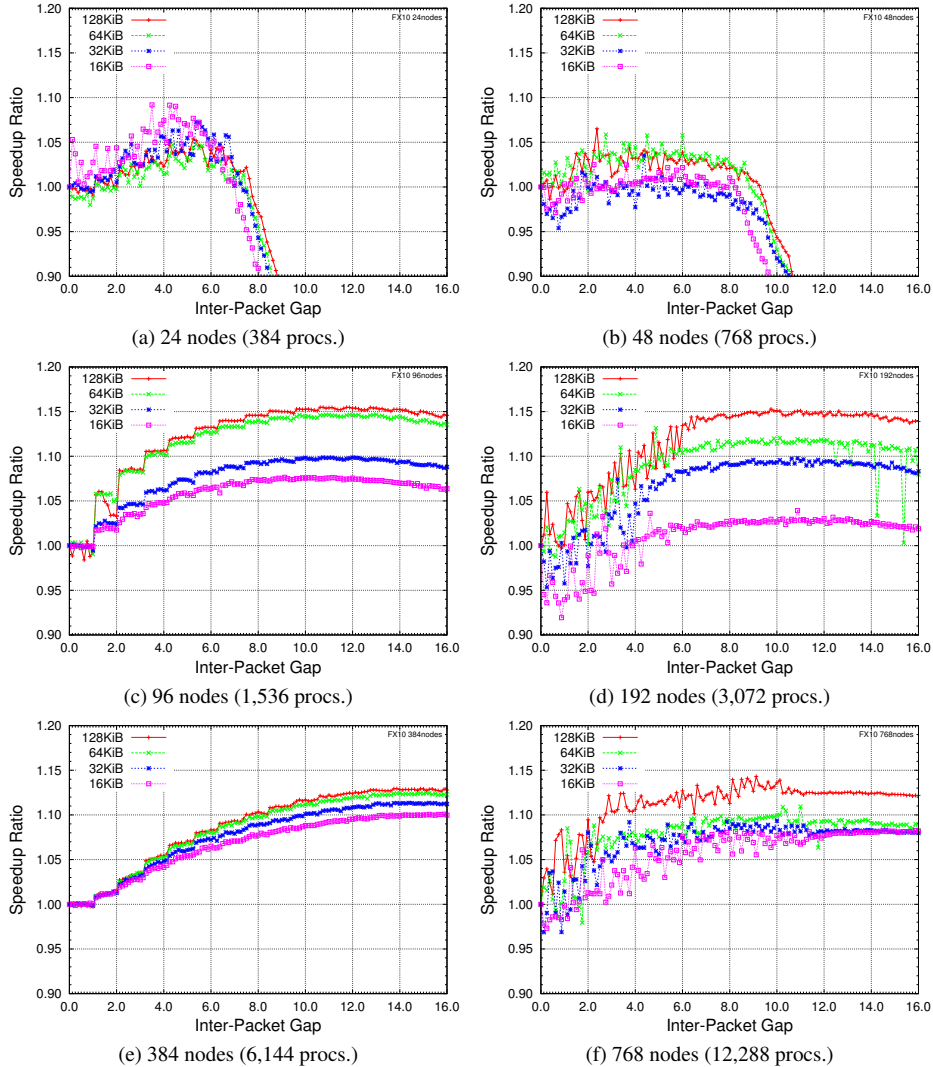 128KiB
64KiB
32KiB
16KiB
FX10 24nodes
Speedup Ratio
1.20
1.10
1.00
0.95
0.90
0.0 2.0 4.0 6.0 8.0 10.0 12.0 14.0 16.0
Inter-Packet Gap
(a) 24 nodes (384 procs.)
128KiB
64KiB
32KiB
16KiB
FX10 48nodes
Speedup Ratio
1.20
1.10
1.05
1.00
0.95
0.90
0.0 2.0 4.0 6.0 8.0 10.0 12.0 14.0 16.0
Inter-Packet Gap
(b) 48 nodes (768 procs.)
128KiB
64KiB
32KiB
16KiB
FX10 96nodes
Speedup Ratio
1.20
1.15
1.10
1.05
1.00
0.95
0.90
0.0 2.0 4.0 6.0 8.0 10.0 12.0 14.0 16.0
Inter-Packet Gap
(c) 96 nodes (1,536 procs.)
128KiB
64KiB
32KiB
16KiB
FX10 192nodes
Speedup Ratio
1.20
1.15
1.10
1.05
1.00
0.95
0.90
0.0 2.0 4.0 6.0 8.0 10.0 12.0 14.0 16.0
Inter-Packet Gap
(d) 192 nodes (3,072 procs.)
128KiB
64KiB
32KiB
16KiB
FX10 384nodes
Speedup Ratio
1.20
1.15
1.10
1.05
1.00
0.95
0.90
0.0 2.0 4.0 6.0 8.0 10.0 12.0 14.0 16.0
Inter-Packet Gap
(e) 384 nodes (6,144 procs.)
128KiB
64KiB
32KiB
16KiB
FX10 768nodes
Speedup Ratio
1.20
1.15
1.10
1.05
1.00
0.95
0.90
0.0 2.0 4.0 6.0 8.0 10.0 12.0 14.0 16.0
Inter-Packet Gap
(f) 768 nodes (12,288 procs.)